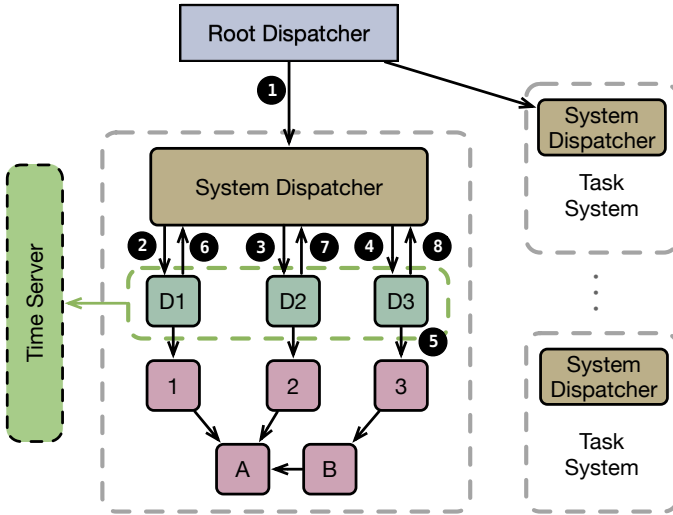 Root Dispatcher
1
System
Dispatcher
Task
System
System Dispatcher
2
6
3
7
4
8
Time Server
D1
D2
D3
5
1
2
3
A
B
System
Dispatcher
Task
System